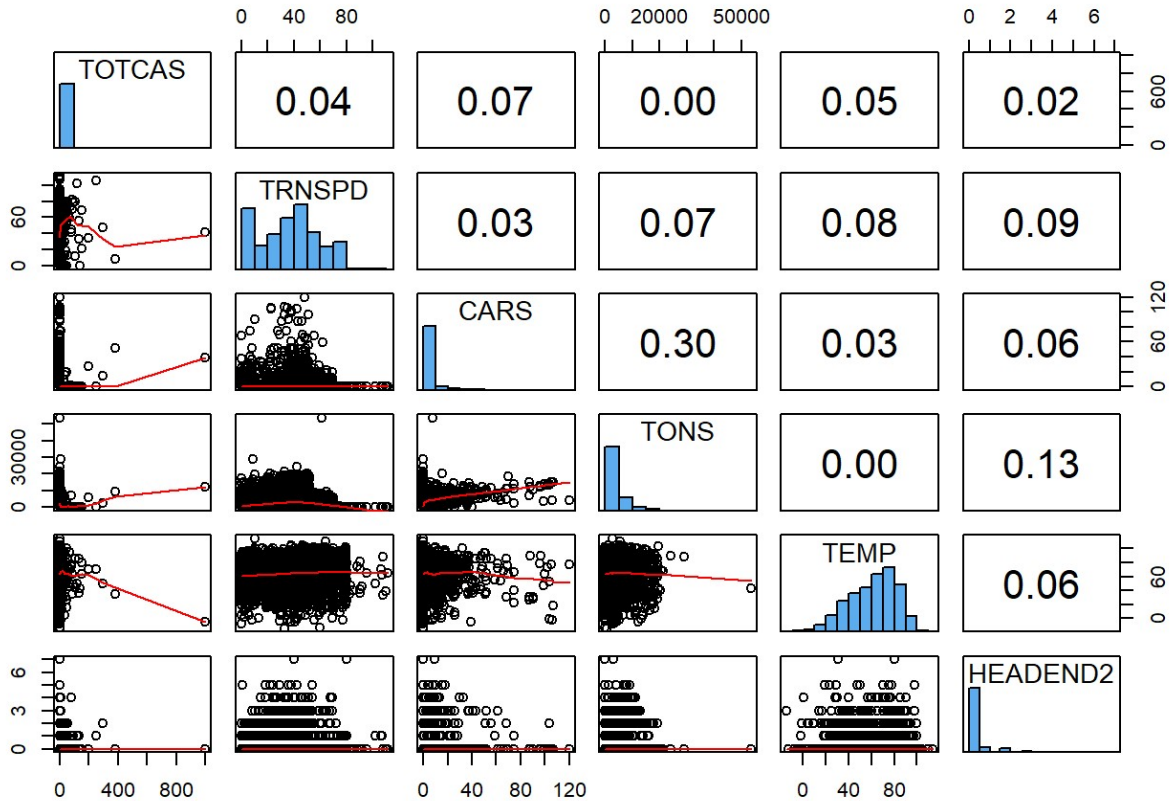 0 40 80 0 20000 50000 0 2 4 6
TOTCAS 0.04 0.07 0.00 0.05 0.02 0 600
0 60 TRNSPD 0.03 0.07 0.08 0.09
CARS 0.30 0.03 0.06 0 60 120
0 30000 TONS 0.00 0.13
TEMP 0.06 0 60
0 3 6 HEADEND2
0 400 800 0 40 80 0 40 80 120 0 40 80